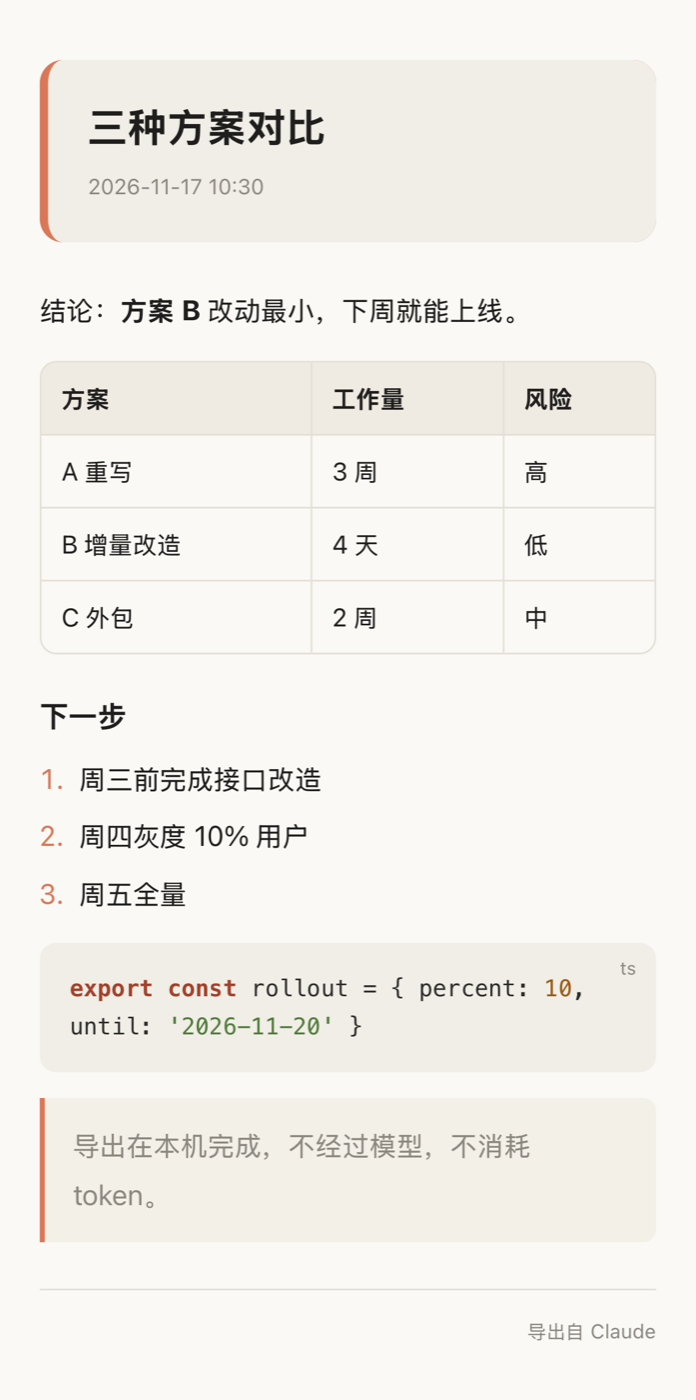 三种方案对比
2026-11-17 10:30
结论：方案 B 改动最小，下周就能上线。
方案 工作量 风险
A 重写 3 周 高
B 增量改造 4 天 低
C 外包 2 周 中
下一步
1. 周三前完成接口改造
2. 周四灰度 10% 用户
3. 周五全量
ts
export const rollout = { percent: 10,
until: '2026-11-20' }
导出在本机完成，不经过模型，不消耗
token。
导出自 Claude